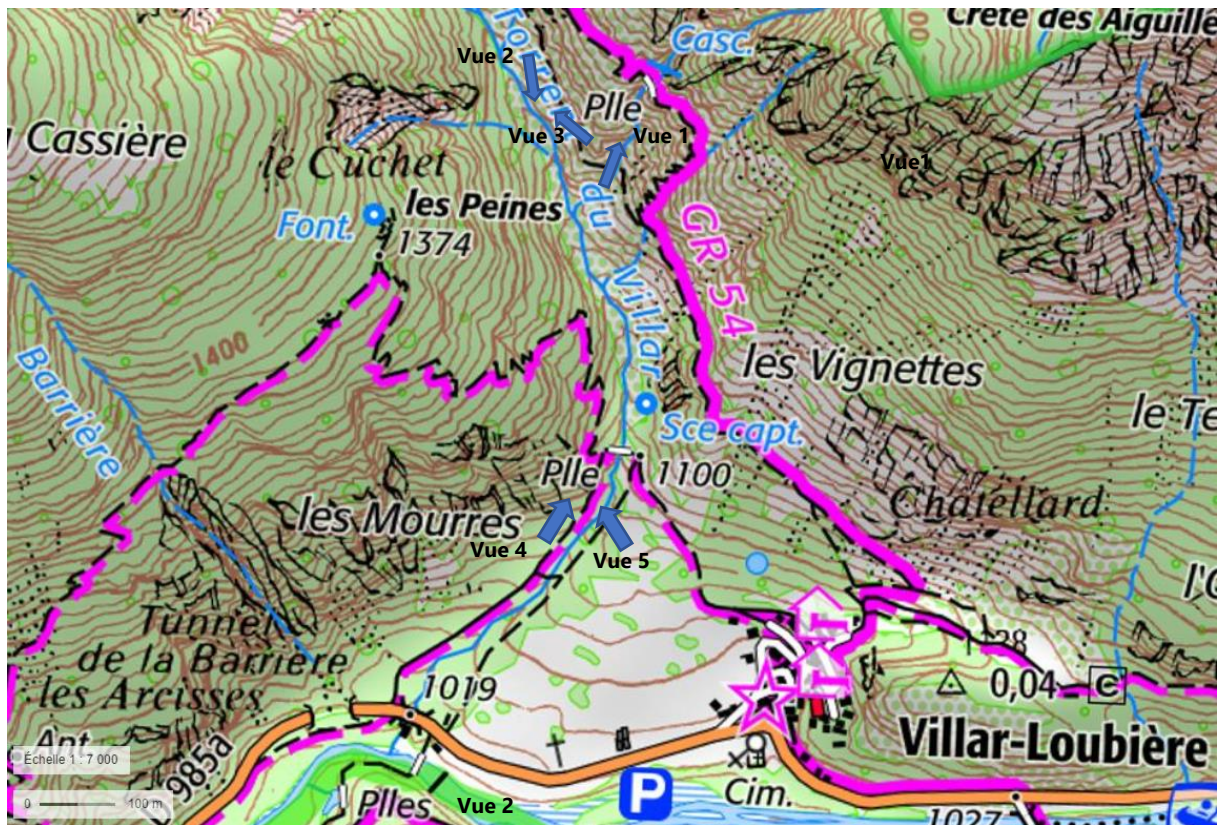 Crête des Aiguille
Torrent
Casc.
Vue 2
Plle
Vue 3
Vue 1
Cassière
le Cuchet
Vue1
du
les Peines
Font.
1374
GR 54
Villar
1400
Barrière
les Vignettes
le Te
Sce capt.
Plle
1100
les Mourres
Chatellard
Vue 4
Vue 5
l'O
Tunnel
de la Barrière
les Arcisses
1019
0,04
C
Villar-Loubière
Ant.
985a
Échelle 1 : 7 000
0
100 m
Plles
Vue 2
P
Cim.
1027